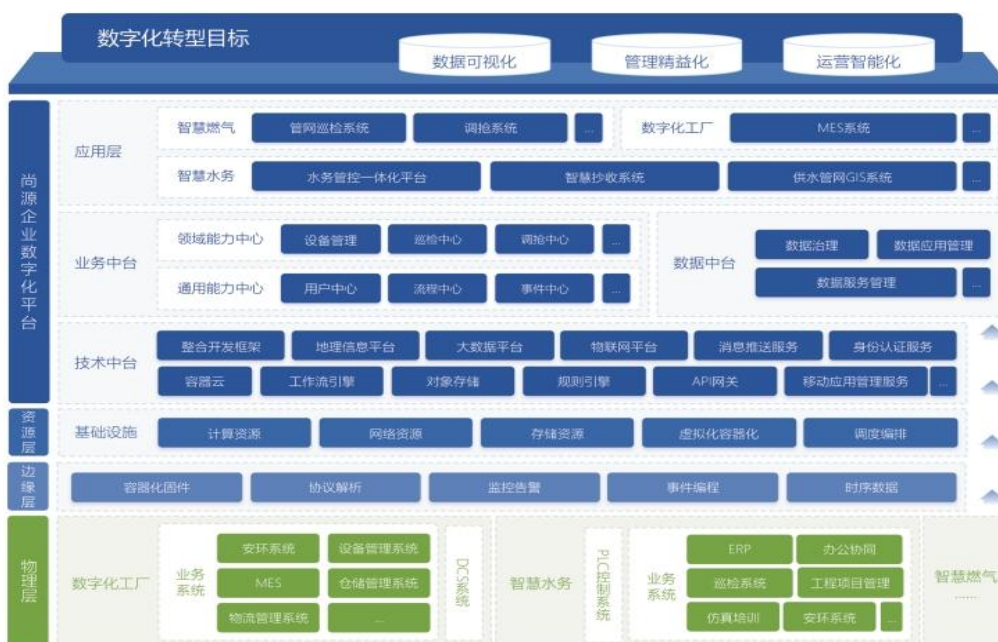 数字化转型目标
数据可视化 管理精益化 运营智能化
尚源企业数字化平台
应用层
智慧燃气 管网巡检系统 调抢系统 ... 数字化工厂 MES系统 ...
智慧水务 水务管控一体化平台 智慧抄收系统 供水管网GIS系统 ...
业务中台
领域能力中心 设备管理 巡检中心 调抢中心 ...
通用能力中心 用户中心 流程中心 事件中心 ...
数据中台
数据治理 数据应用管理
数据服务管理 ...
技术中台
整合开发框架 地理信息平台 大数据平台 物联网平台 消息推送服务 身份认证服务
容器云 工作流引擎 对象存储 规则引擎 API网关 移动应用管理服务 ...
资源层
基础设施 计算资源 网络资源 存储资源 虚拟化容器化 调度编排
边缘层
容器化固件 协议解析 监控告警 事件编程 时序数据
物理层
数字化工厂
业务系统
安环系统 设备管理系统
MES 仓储管理系统
物流管理系统 ...
DCS系统
智慧水务
PLC控制系统
业务系统
ERP 办公协同
巡检系统 工程项目管理
仿真培训 安环系统 ...
智慧燃气
......